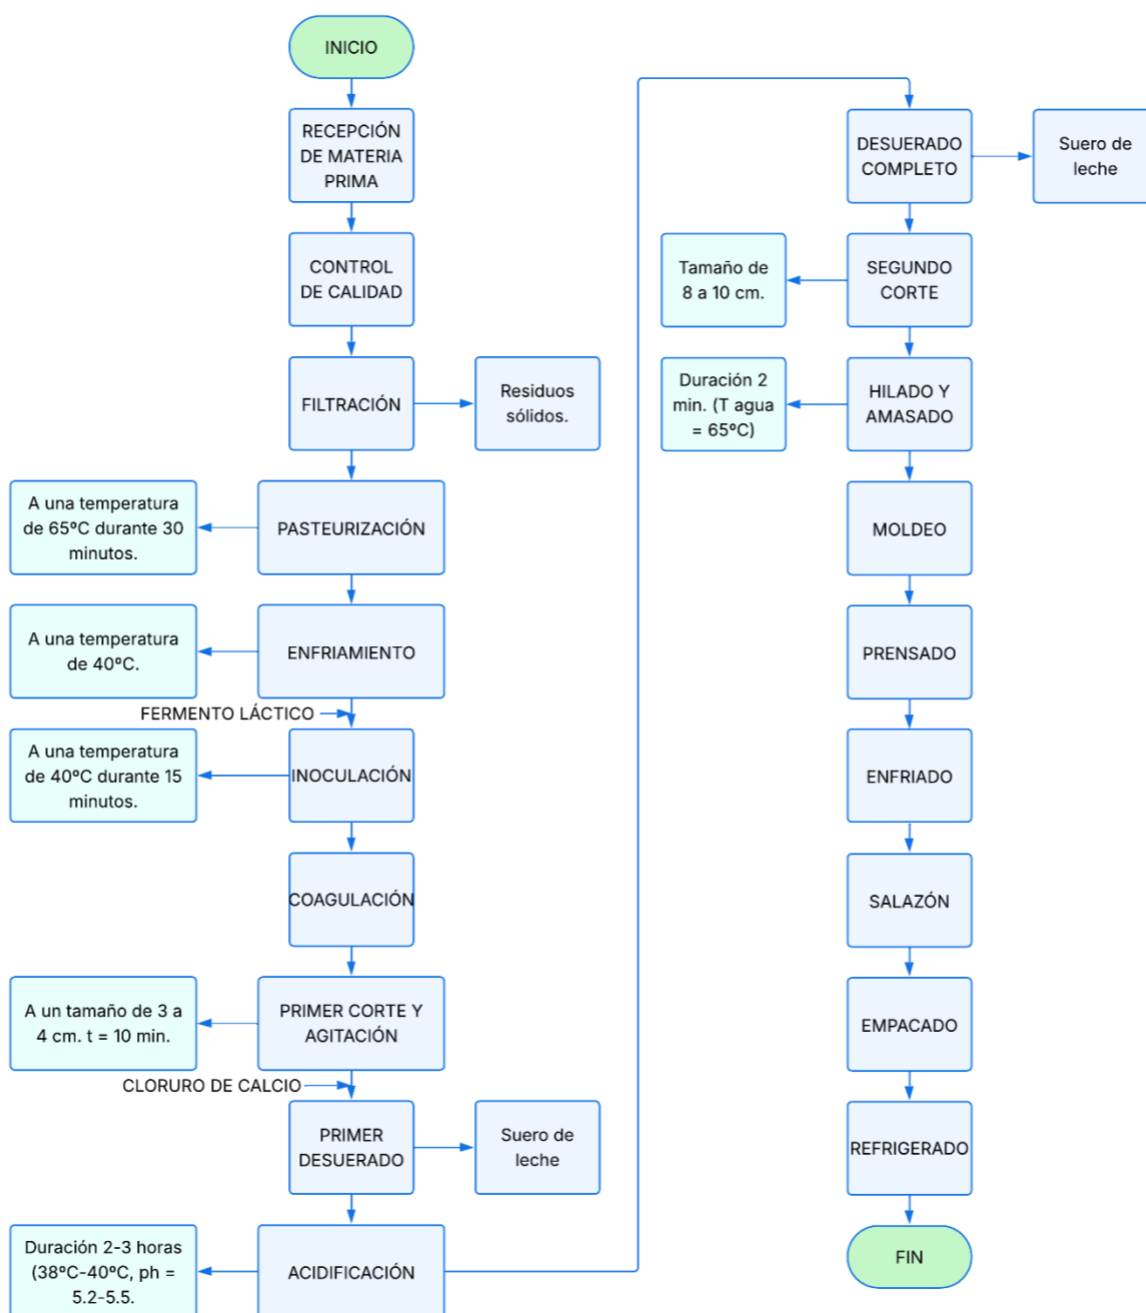 INICIO
RECEPCIÓN
DE MATERIA
PRIMA
CONTROL
DE CALIDAD
FILTRACIÓN
Residuos
sólidos.
A una temperatura
de 65ºC durante 30
minutos.
PASTEURIZACIÓN
A una temperatura
de 40ºC.
ENFRIAMIENTO
FERMENTO LÁCTICO
A una temperatura
de 40ºC durante 15
minutos.
INOCULACIÓN
COAGULACIÓN
A un tamaño de 3 a
4 cm. t = 10 min.
PRIMER CORTE Y
AGITACIÓN
CLORURO DE CALCIO
PRIMER
DESUERADO
Suero de
leche
Duración 2-3 horas
(38ºC-40ºC, ph =
5.2-5.5.
ACIDIFICACIÓN
DESUERADO
COMPLETO
Suero de
leche
Tamaño de
8 a 10 cm.
SEGUNDO
CORTE
Duración 2
min. (T agua
= 65ºC)
HILADO Y
AMASADO
MOLDEO
PRENSADO
ENFRIADO
SALAZÓN
EMPACADO
REFRIGERADO
FIN